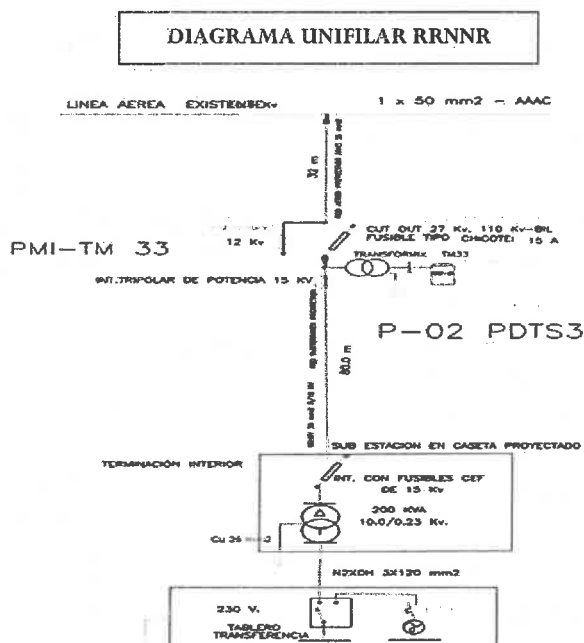 DIAGRAMA UNIFILAR RRNNR
LINEA AEREA EXISTENTE
1 x 50 mm2 - AAAC
32 m
12 Kv
CUT OUT 27 Kv, 110 Kv-BIL
FUSIBLE TIPO CHICOTE 15 A
PMI-TM 33
TRANSFORMIX TM33
INT.TRIPOLAR DE POTENCIA 15 KV
P-02 PDTS3
80.0 m
SUB ESTACION EN CASETA PROYECTADO
TERMINACIÓN INTERIOR
INT. CON FUSIBLES CEF
DE 15 Kv
200 KVA
10.0/0.23 Kv.
Cu
N2XOH 3X120 mm2
230 V.
TABLERO
TRANSFERENCIA